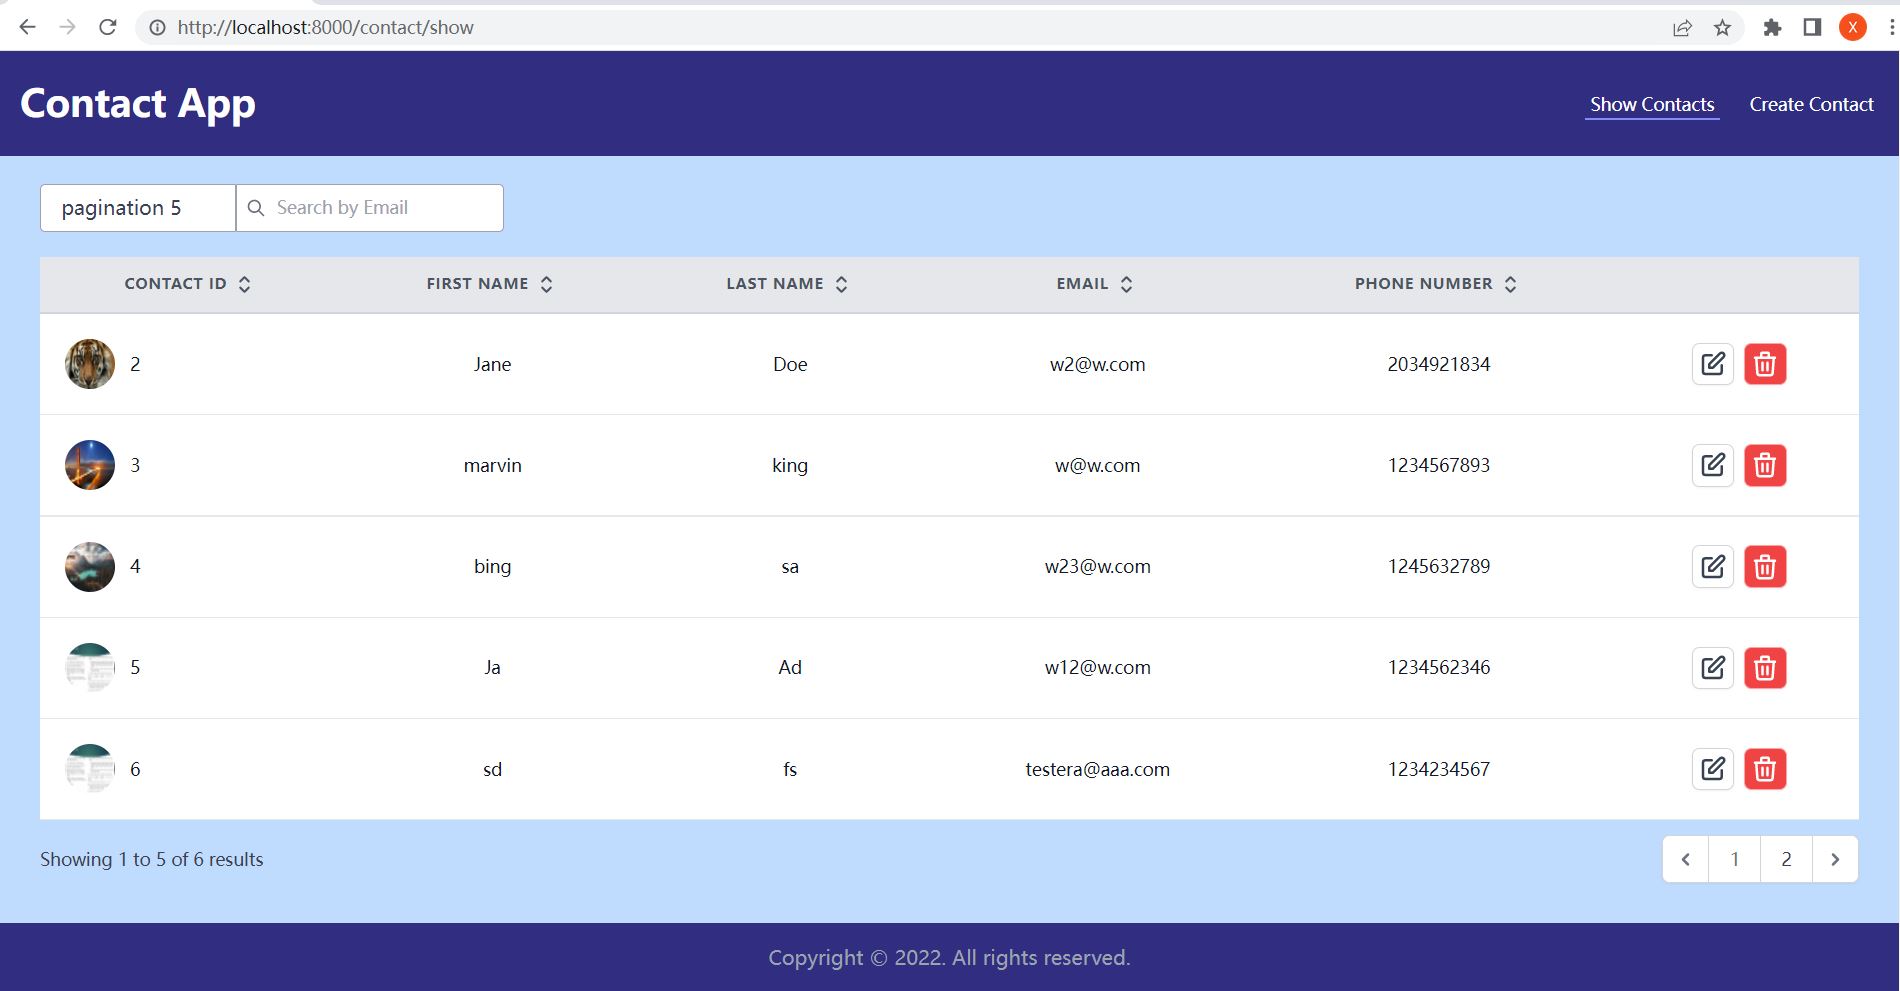 http://localhost:8000/contact/show
X
Contact App
Show Contacts
Create Contact
pagination 5
Search by Email
CONTACT ID
FIRST NAME
LAST NAME
EMAIL
PHONE NUMBER
2 Jane Doe w2@w.com 2034921834
3 marvin king w@w.com 1234567893
4 bing sa w23@w.com 1245632789
5 Ja Ad w12@w.com 1234562346
6 sd fs testera@aaa.com 1234234567
Showing 1 to 5 of 6 results
1 2
Copyright © 2022. All rights reserved.